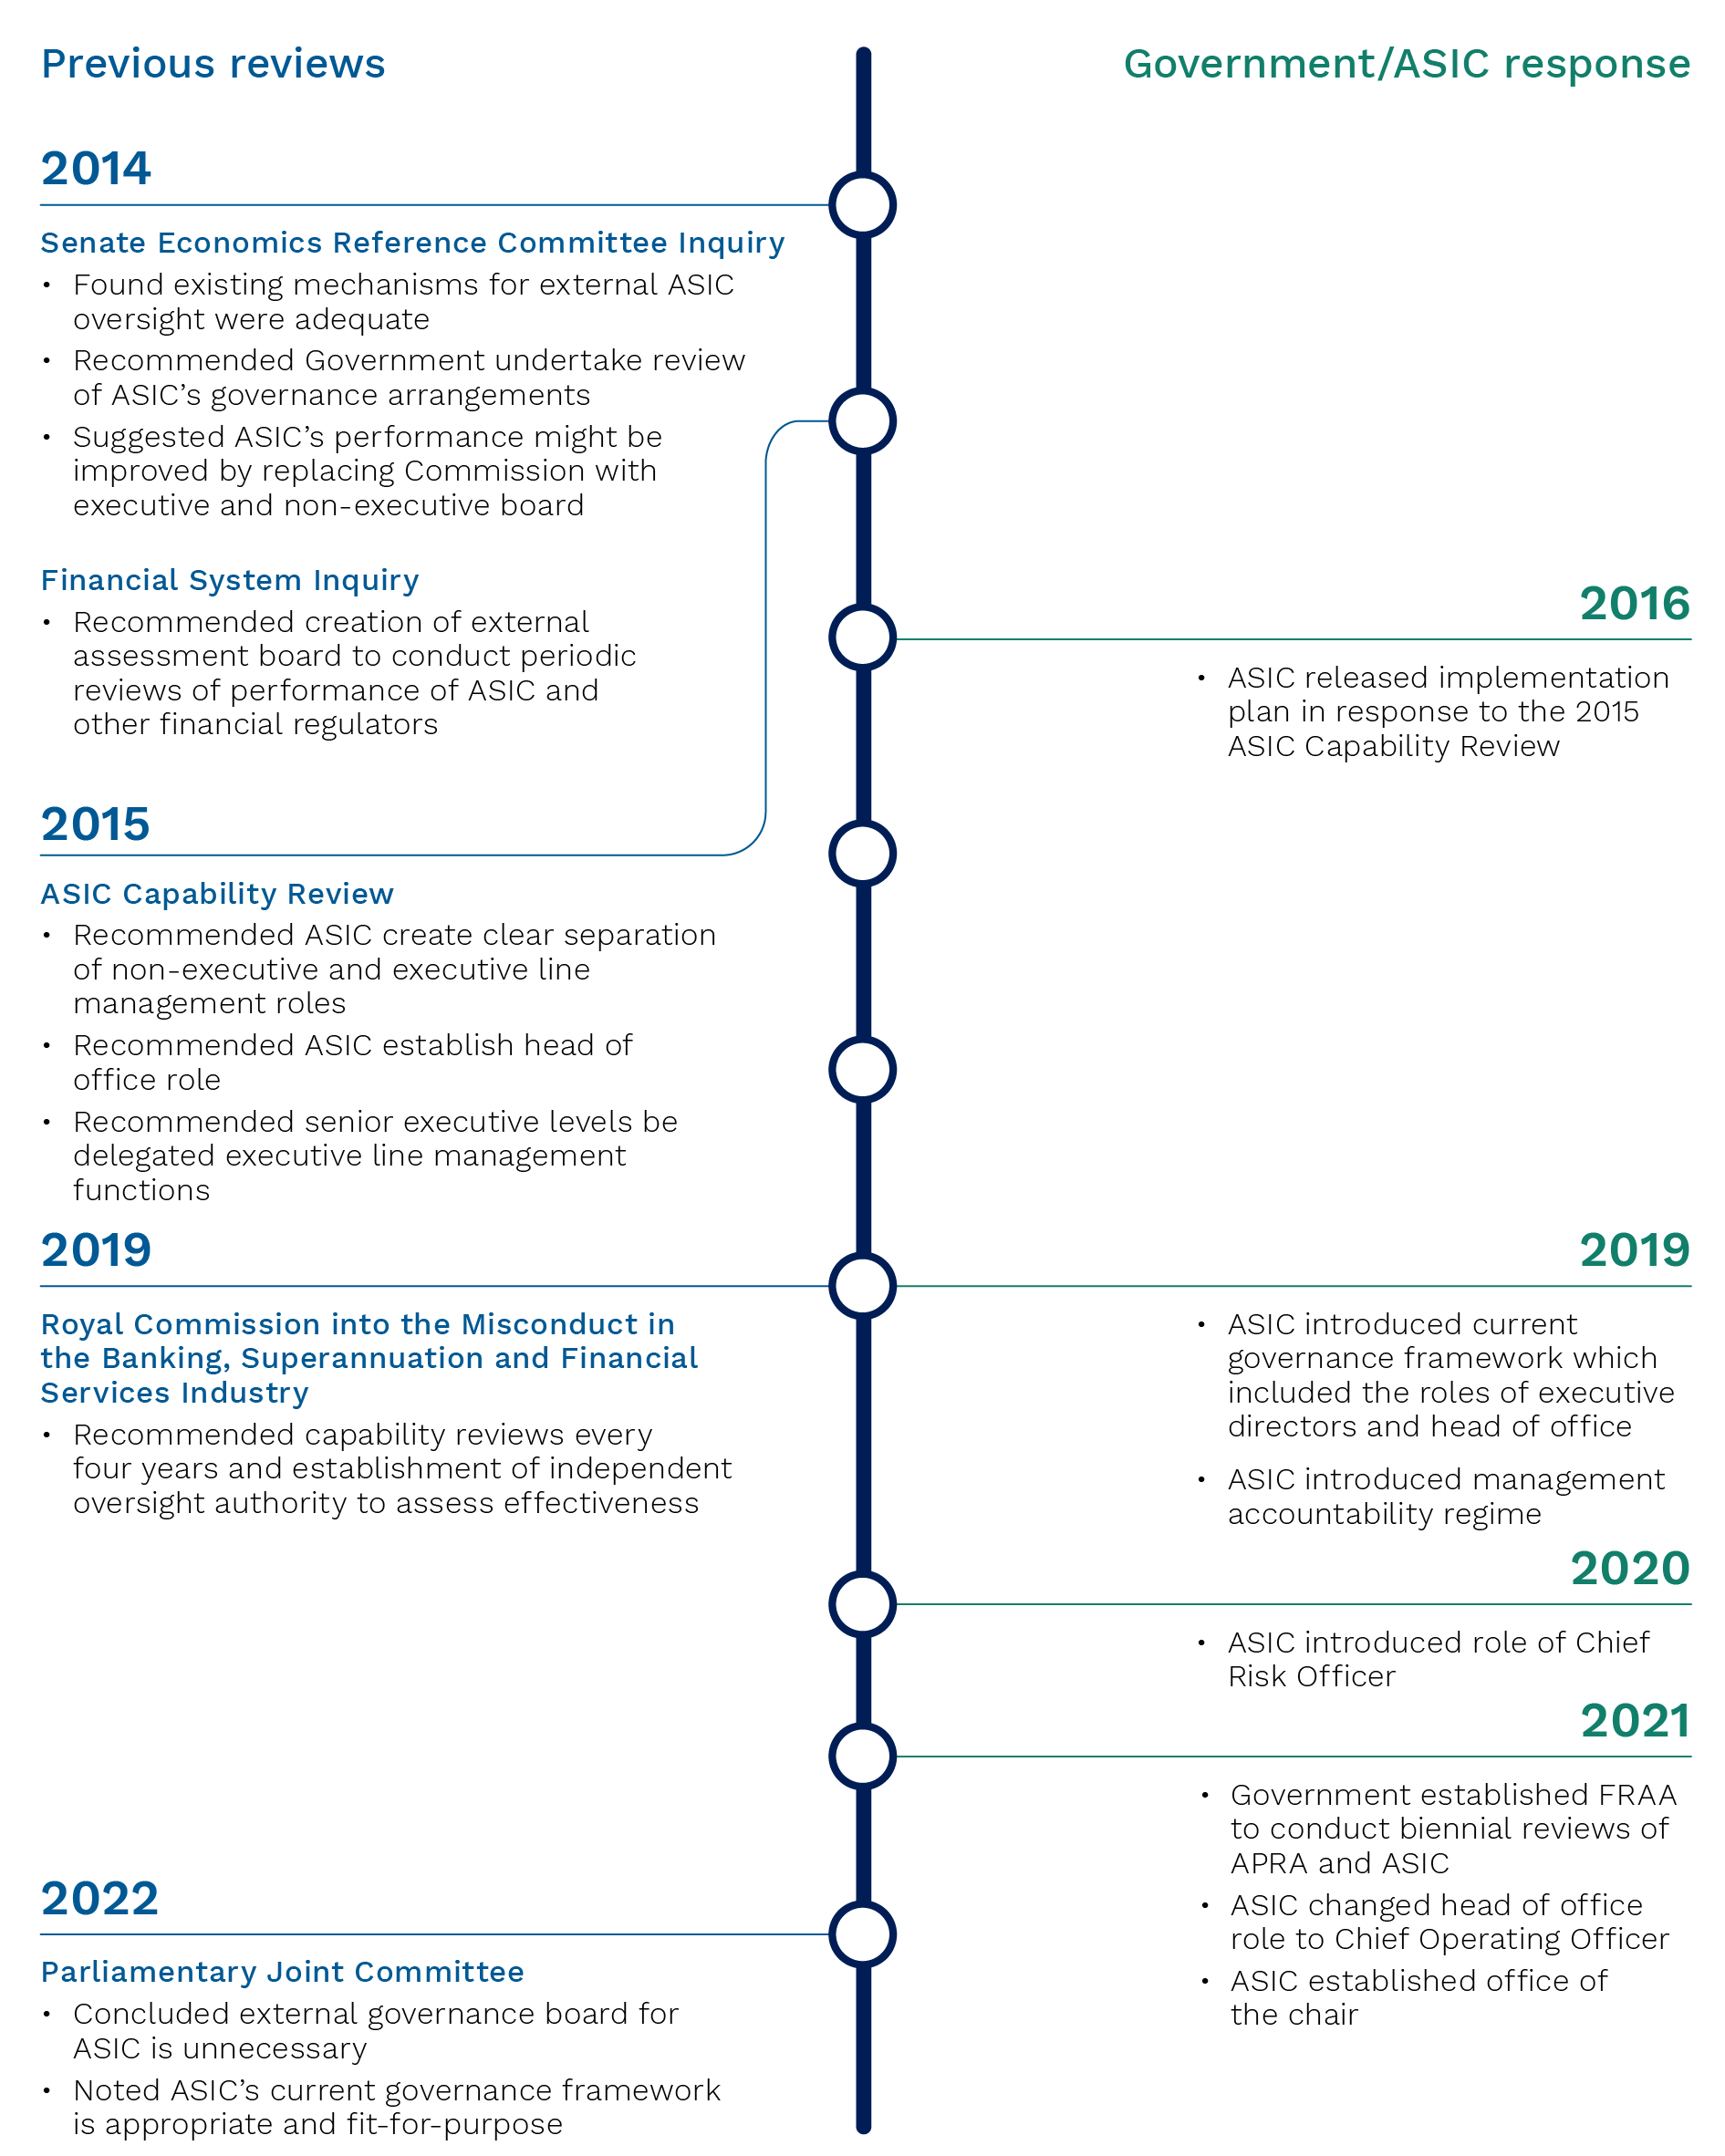 Previous reviews
Government/ASIC response
2014
Senate Economics Reference Committee Inquiry
• Found existing mechanisms for external ASIC
oversight were adequate
• Recommended Government undertake review
of ASIC’s governance arrangements
• Suggested ASIC’s performance might be
improved by replacing Commission with
executive and non-executive board
Financial System Inquiry
• Recommended creation of external
assessment board to conduct periodic
reviews of performance of ASIC and
other financial regulators
2015
ASIC Capability Review
• Recommended ASIC create clear separation
of non-executive and executive line
management roles
• Recommended ASIC establish head of
office role
• Recommended senior executive levels be
delegated executive line management
functions
2019
Royal Commission into the Misconduct in
the Banking, Superannuation and Financial
Services Industry
• Recommended capability reviews every
four years and establishment of independent
oversight authority to assess effectiveness
2022
Parliamentary Joint Committee
• Concluded external governance board for
ASIC is unnecessary
• Noted ASIC’s current governance framework
is appropriate and fit-for-purpose
2016
• ASIC released implementation
plan in response to the 2015
ASIC Capability Review
2019
• ASIC introduced current
governance framework which
included the roles of executive
directors and head of office
• ASIC introduced management
accountability regime
2020
• ASIC introduced role of Chief
Risk Officer
2021
• Government established FRAA
to conduct biennial reviews of
APRA and ASIC
• ASIC changed head of office
role to Chief Operating Officer
• ASIC established office of
the chair